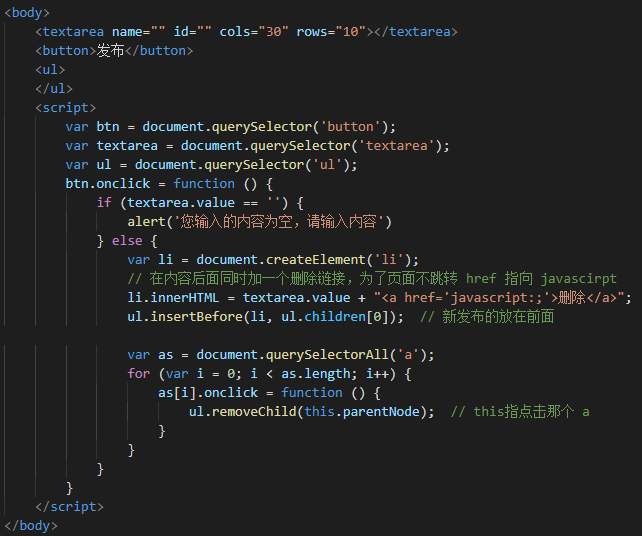 <body>
    <textarea name="" id="" cols="30" rows="10"></textarea>
    <button>发布</button>
    <ul>
    </ul>
    <script>
        var btn = document.querySelector('button');
        var textarea = document.querySelector('textarea');
        var ul = document.querySelector('ul');
        btn.onclick = function () {
            if (textarea.value == '') {
                alert('您输入的内容为空，请输入内容')
            } else {
                var li = document.createElement('li');
                // 在内容后面同时加一个删除链接，为了页面不跳转 href 指向 javascirpt
                li.innerHTML = textarea.value + "<a href='javascript:;'>删除</a>";
                ul.insertBefore(li, ul.children[0]);  // 新发布的放在前面

                var as = document.querySelectorAll('a');
                for (var i = 0; i < as.length; i++) {
                    as[i].onclick = function () {
                        ul.removeChild(this.parentNode);  // this指点击那个 a
                    }
                }
            }
        }
    </script>
</body>